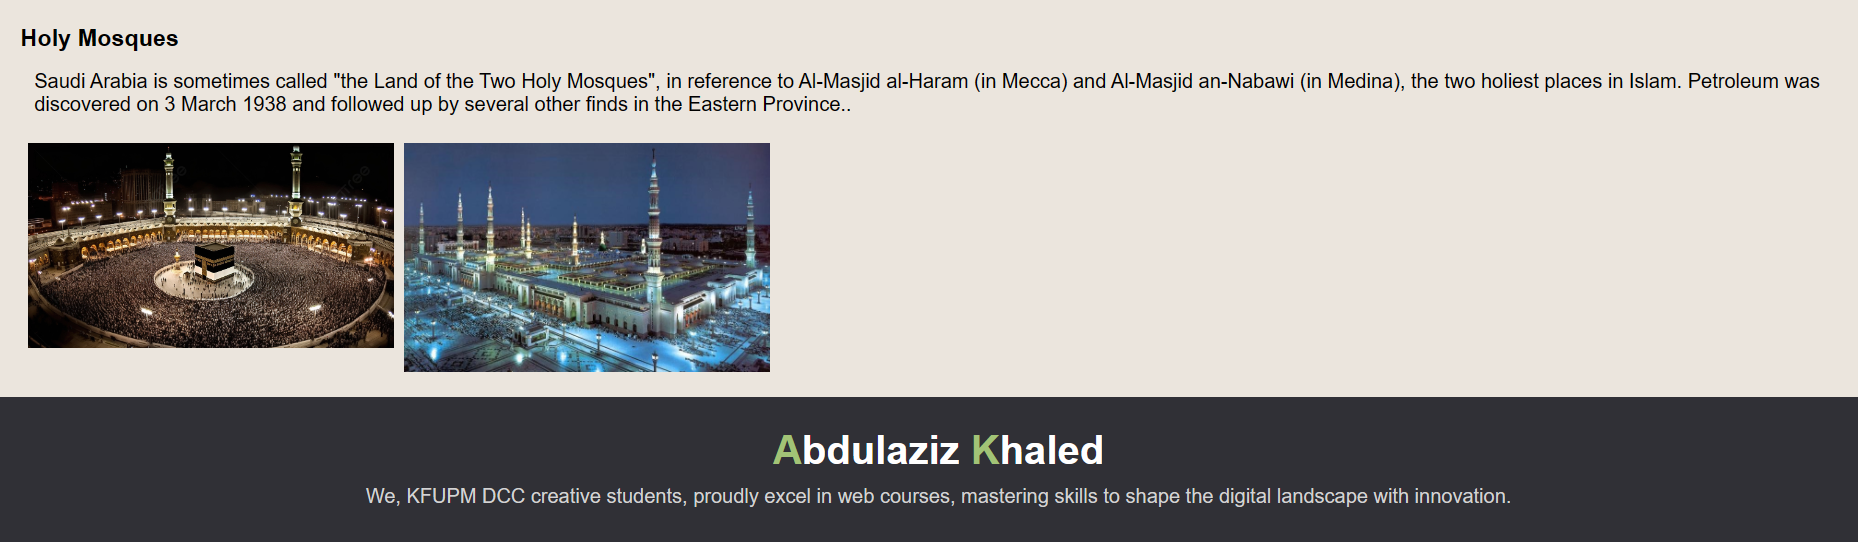 Holy Mosques
Saudi Arabia is sometimes called "the Land of the Two Holy Mosques", in reference to Al-Masjid al-Haram (in Mecca) and Al-Masjid an-Nabawi (in Medina), the two holiest places in Islam. Petroleum was
discovered on 3 March 1938 and followed up by several other finds in the Eastern Province..
Abdulaziz Khaled
We, KFUPM DCC creative students, proudly excel in web courses, mastering skills to shape the digital landscape with innovation.